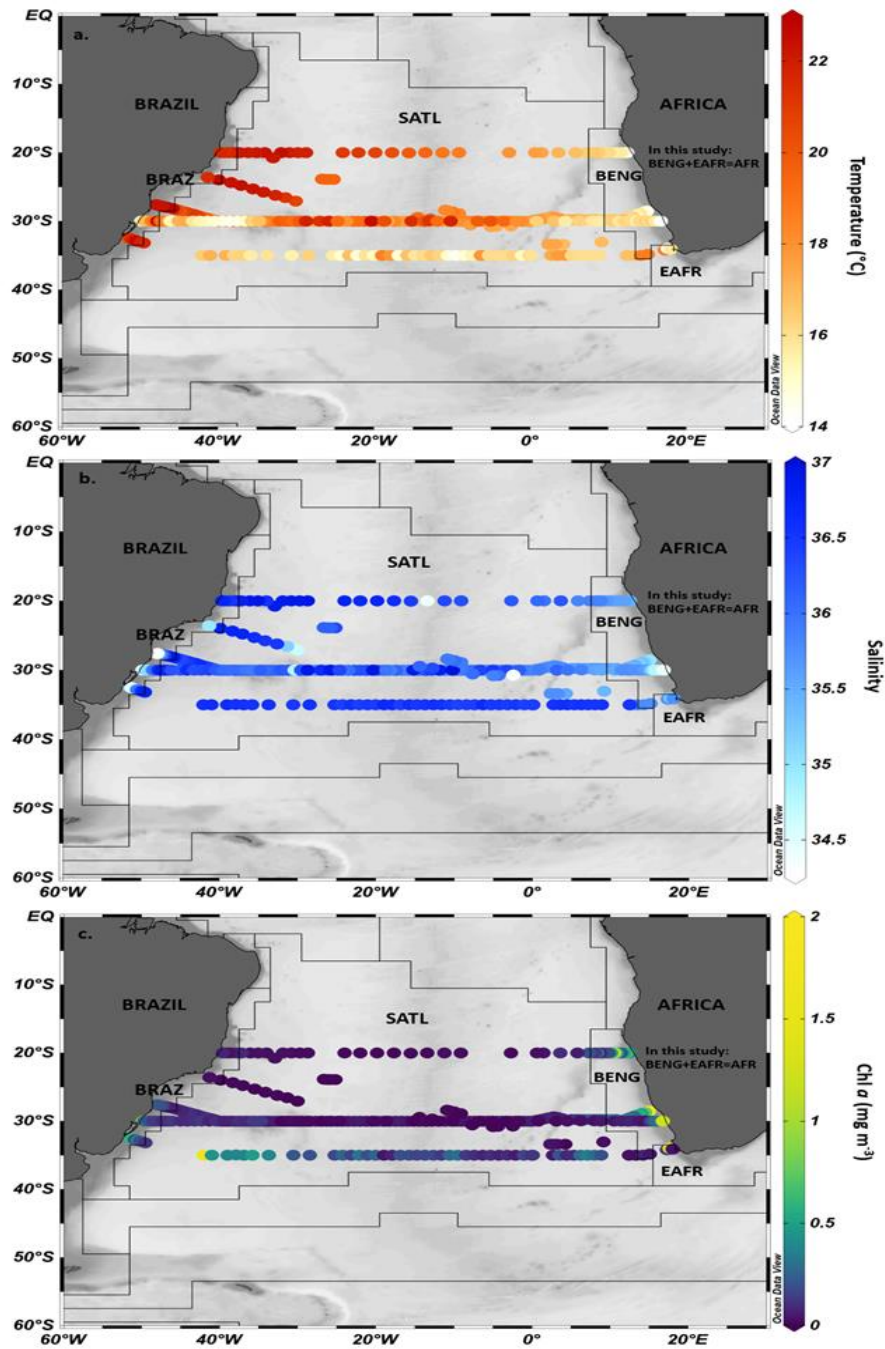 EQ
a.
10°S
BRAZIL
SATL
AFRICA
20°S
In this study:
BENG+EAFR=AFR
BRAZ
BENG
30°S
EAFR
40°S
50°S
60°S
60°W
40°W
20°W
0°
20°E
Ocean Data View
22
20
18
16
14
Temperature (°C)
EQ
b.
10°S
BRAZIL
SATL
AFRICA
20°S
In this study:
BENG+EAFR=AFR
BRAZ
BENG
30°S
EAFR
40°S
50°S
60°S
60°W
40°W
20°W
0°
20°E
Ocean Data View
37
36.5
36
35.5
35
34.5
Salinity
EQ
c.
10°S
BRAZIL
SATL
AFRICA
20°S
In this study:
BENG+EAFR=AFR
BRAZ
BENG
30°S
EAFR
40°S
50°S
60°S
60°W
40°W
20°W
0°
20°E
Ocean Data View
2
1.5
1
0.5
0
Chl a (mg m-3)